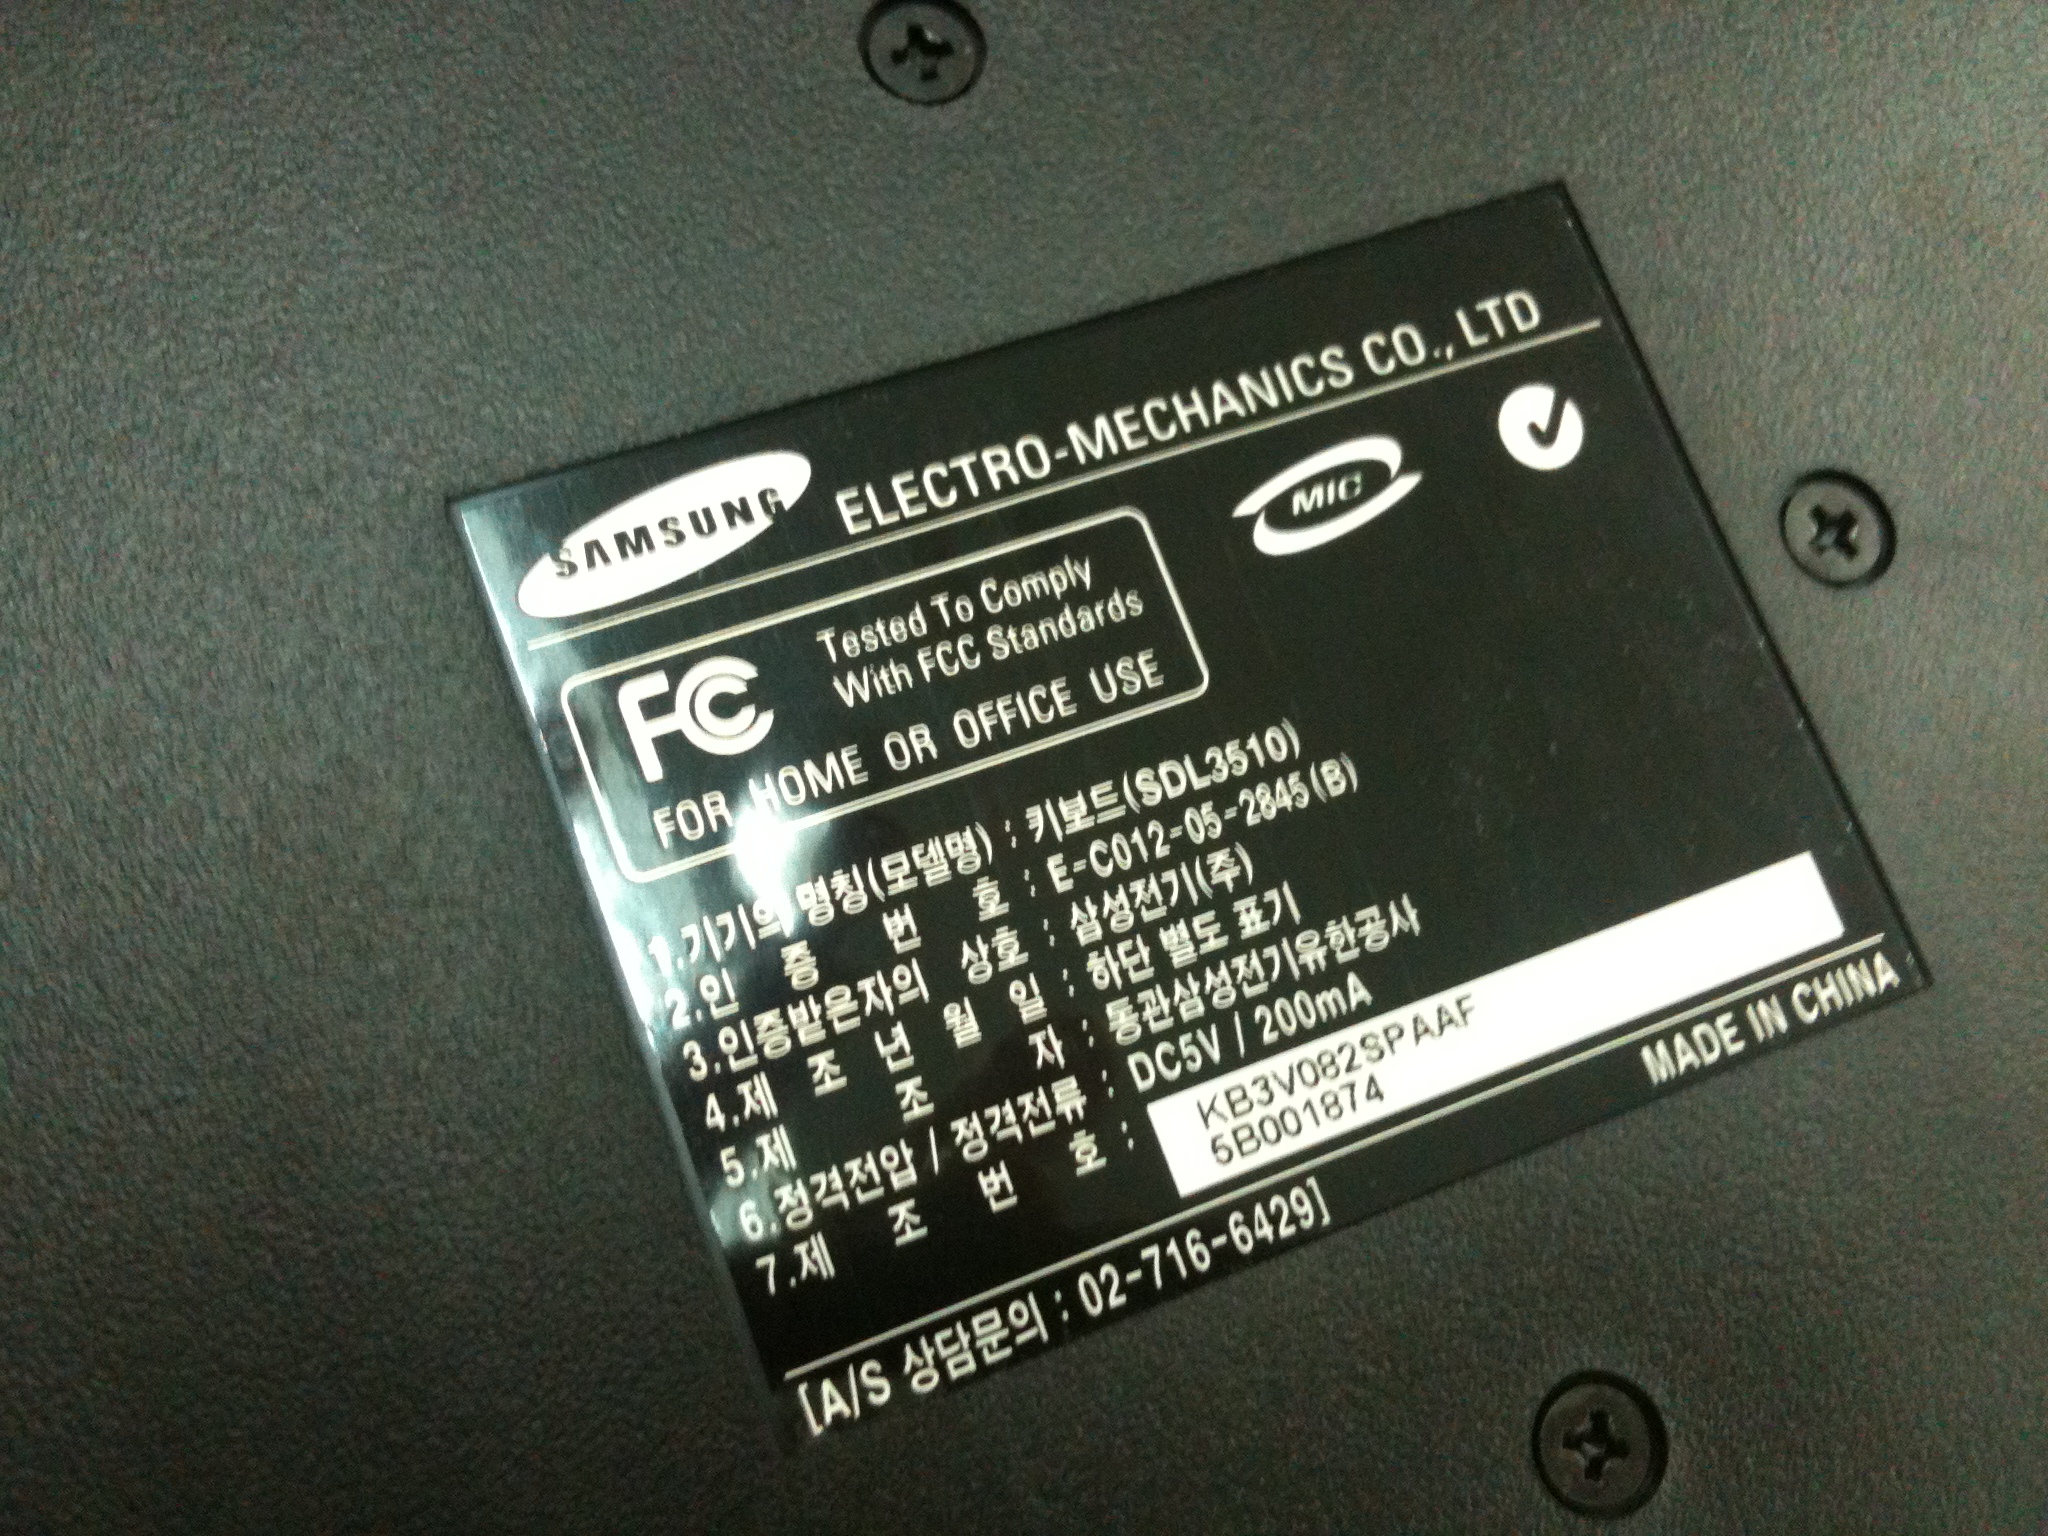 SAMSUNG ELECTRO-MECHANICS CO., LTD
FC Tested To Comply
With FCC Standards
FOR HOME OR OFFICE USE
MIC
1.기기의 명칭(모델명) : 키보드(SDL3510)
2.인 증 번 호 : E-C012-05-2845(B)
3.인증받은자의 상호 : 삼성전기(주)
4.제 조 년 월 일 : 하단 별도 표기
5.제 조 자 : 동관삼성전기유한공사
6.정격전압 / 정격전류 : DC5V / 200mA
7.제 조 번 호 : KB3V082SPAAF
5B001874
[A/S 상담문의 : 02-716-6429]
MADE IN CHINA